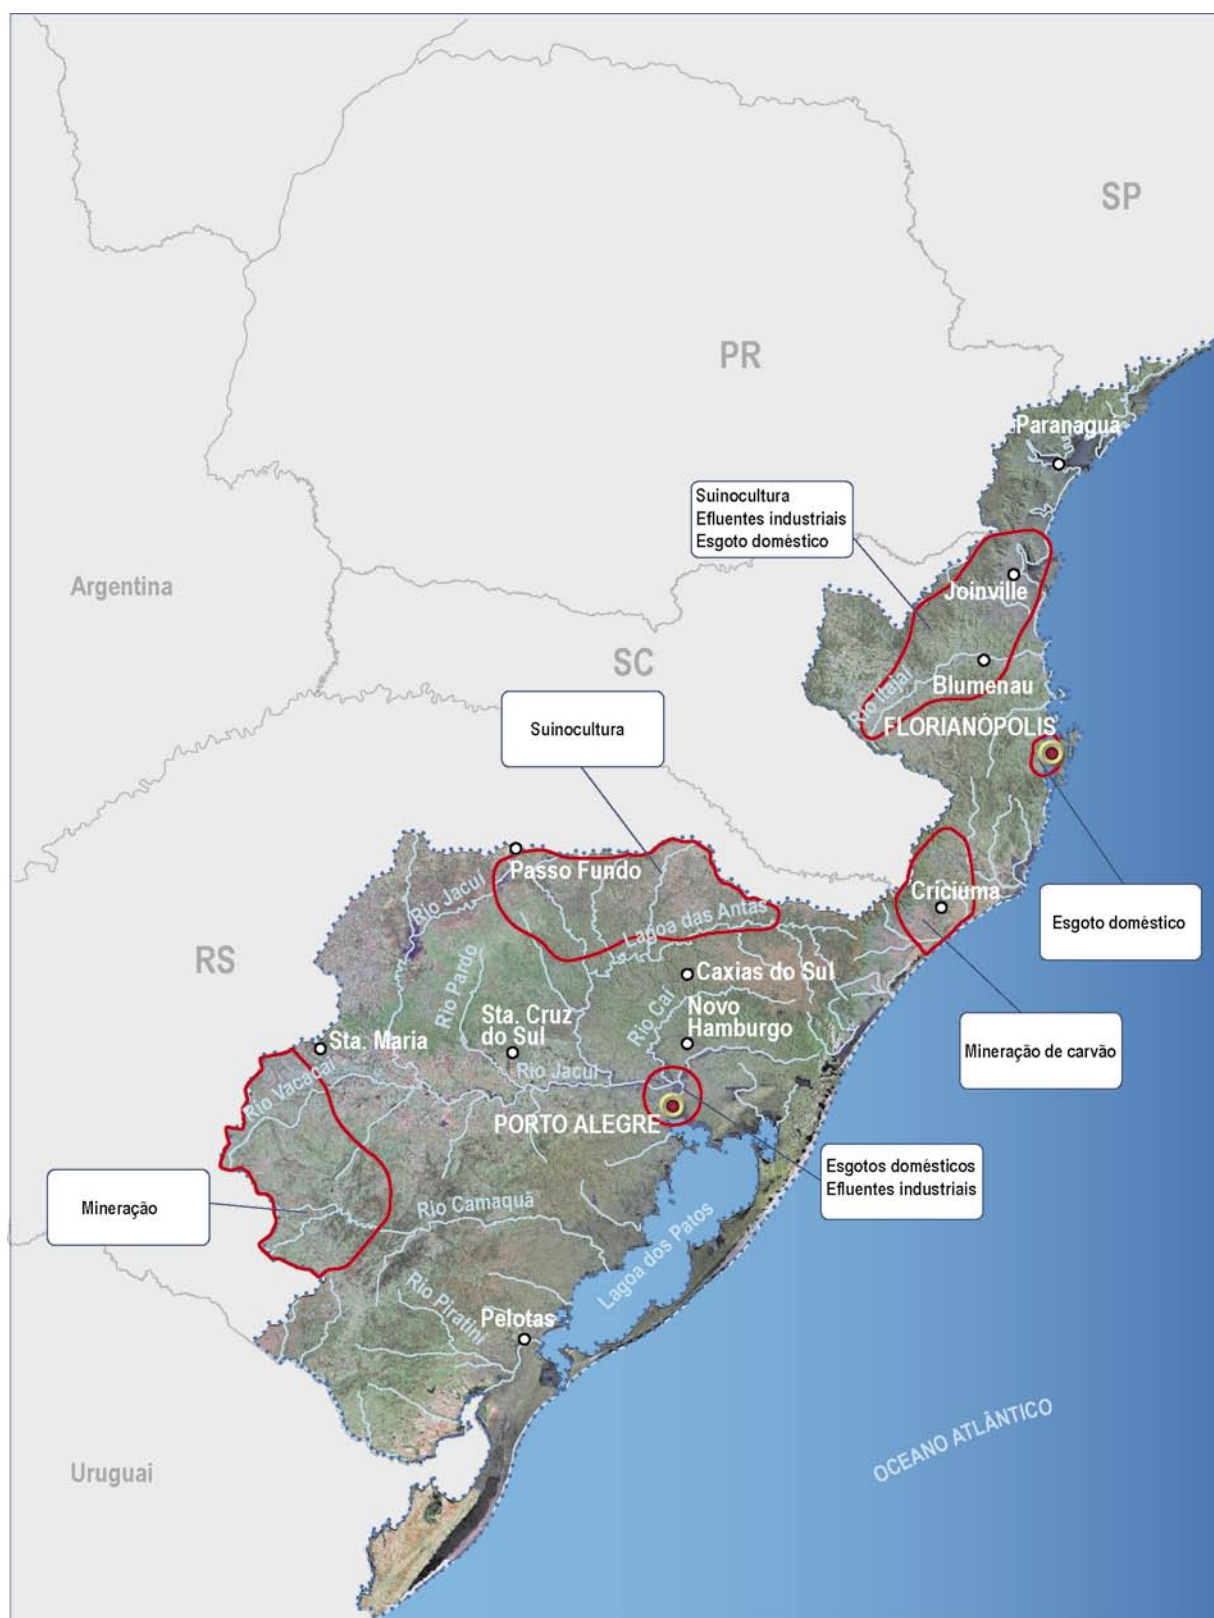 SP
PR
Paranaguá
Suinocultura
Efluentes industriais
Esgoto doméstico
Argentina
Joinville
SC
Blumenau
Rio Itajaí
FLORIANÓPOLIS
Suinocultura
Passo Fundo
Rio Jacuí
Criciúma
Esgoto doméstico
Lagoa das Antas
RS
Rio Pardo
Caxias do Sul
Rio Caí
Novo
Hamburgo
Sta. Cruz
do Sul
Sta. Maria
Mineração de carvão
Rio Jacuí
Rio Vacacaí
PORTO ALEGRE
Esgotos domésticos
Efluentes industriais
Mineração
Rio Camaquã
Lagoa dos Patos
Rio Piratini
Pelotas
OCEANO ATLÂNTICO
Uruguai